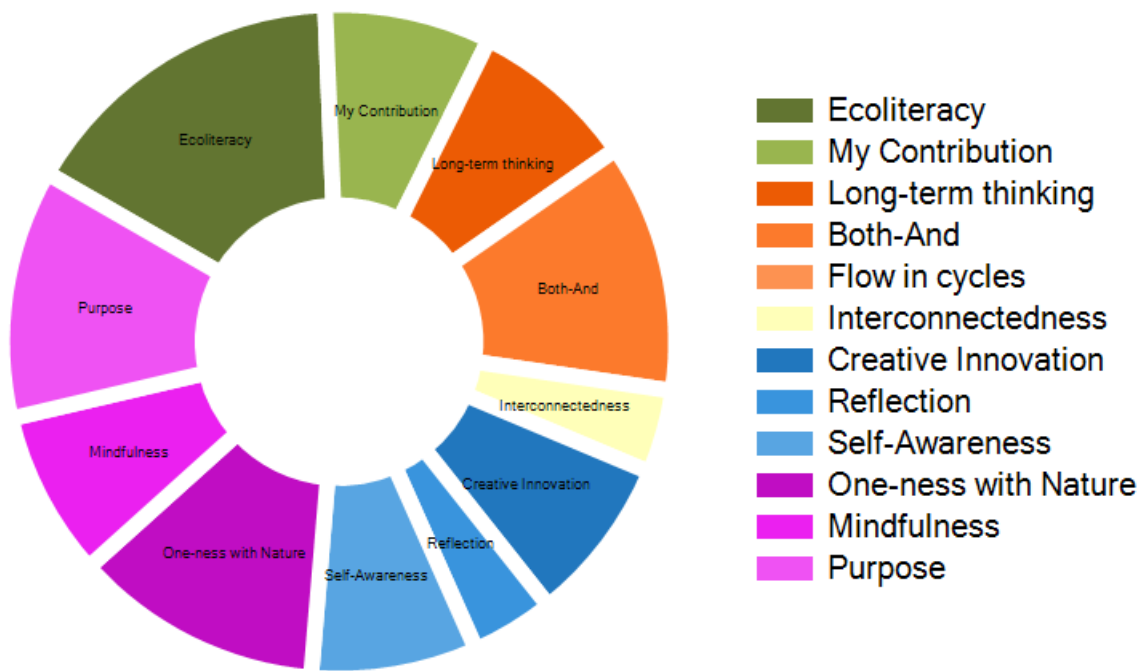 My Contribution
Ecoliteracy
Long-term thinking
Both-And
Purpose
Interconnectedness
Mindfulness
Creative Innovation
Reflection
One-ness with Nature
Self-Awareness
Ecoliteracy
My Contribution
Long-term thinking
Both-And
Flow in cycles
Interconnectedness
Creative Innovation
Reflection
Self-Awareness
One-ness with Nature
Mindfulness
Purpose